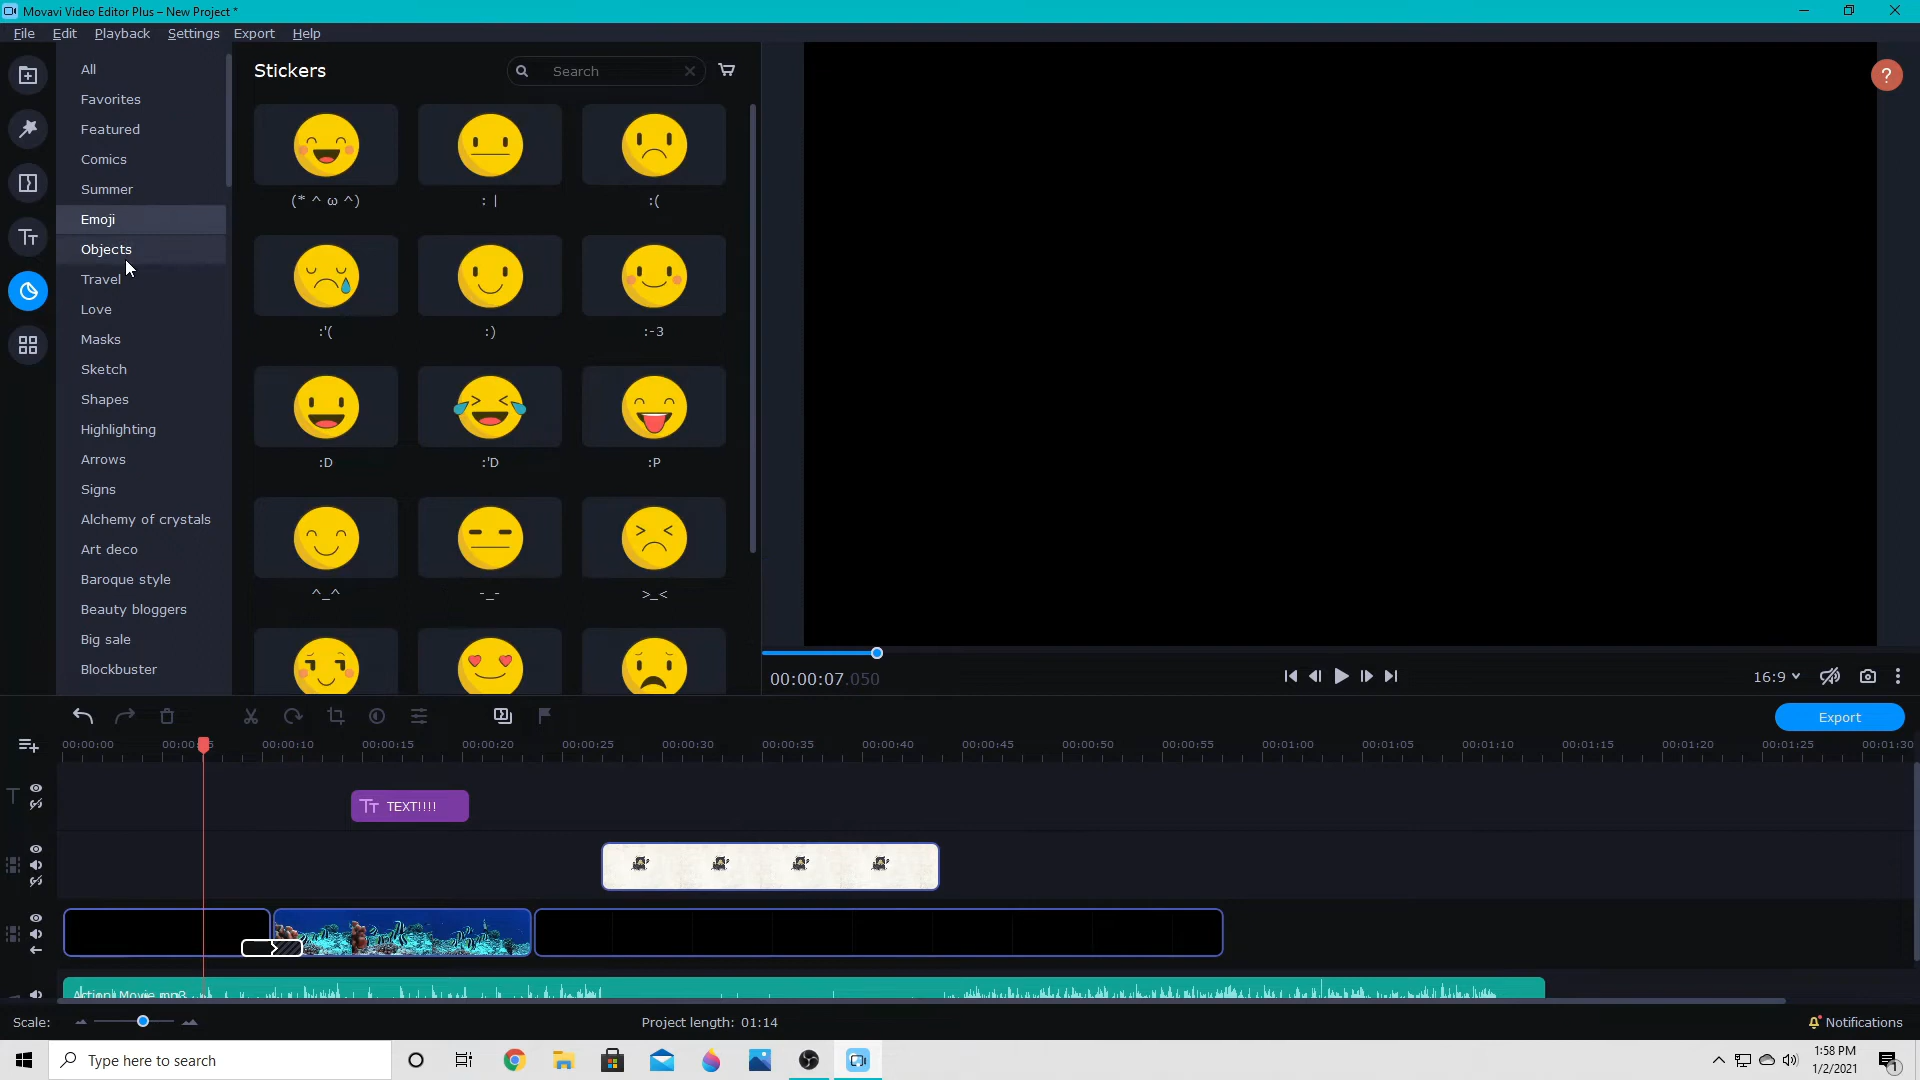 Movavi Video Editor Plus – New Project *
File Edit Playback Settings Export Help
All
Favorites
Featured
Comics
Summer
Emoji
Objects
Travel
Love
Masks
Sketch
Shapes
Highlighting
Arrows
Signs
Alchemy of crystals
Art deco
Baroque style
Beauty bloggers
Big sale
Blockbuster
Stickers
Search
(* ^ ω ^) : | :(
:'( :) :-3
:D :'D :P
^_^ -_- >_<
?
00:00:07.050
16:9
Export
00:00:00 00:00:10 00:00:15 00:00:20 00:00:25 00:00:30 00:00:35 00:00:40 00:00:45 00:00:50 00:00:55 00:01:00 00:01:05 00:01:10 00:01:15 00:01:20 00:01:25 00:01:30
TEXT!!!!
Action Movie.mp3
Scale:
Project length: 01:14
Notifications
Type here to search
1:58 PM
1/2/2021
1